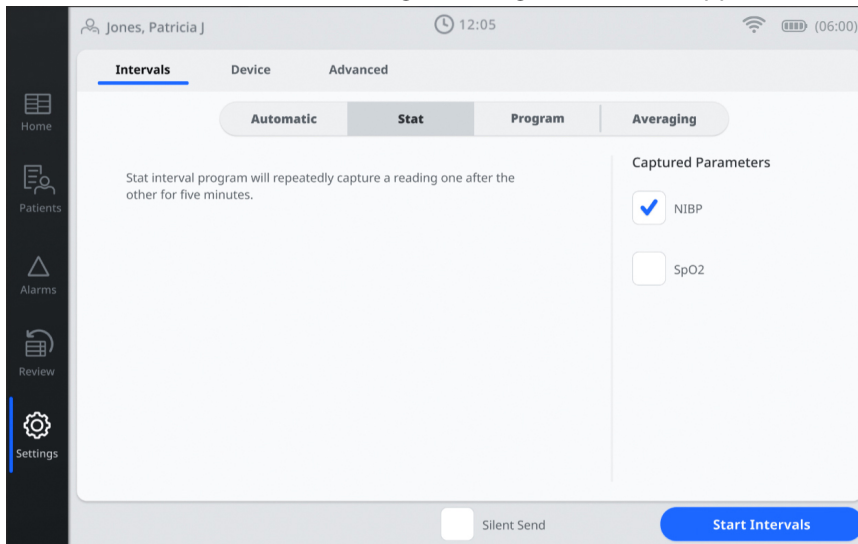 Jones, Patricia J
12:05
(06:00)
Intervals Device Advanced
Automatic Stat Program Averaging
Home
Patients
Alarms
Review
Settings
Stat interval program will repeatedly capture a reading one after the
other for five minutes.
Captured Parameters
NIBP
SpO2
Silent Send
Start Intervals